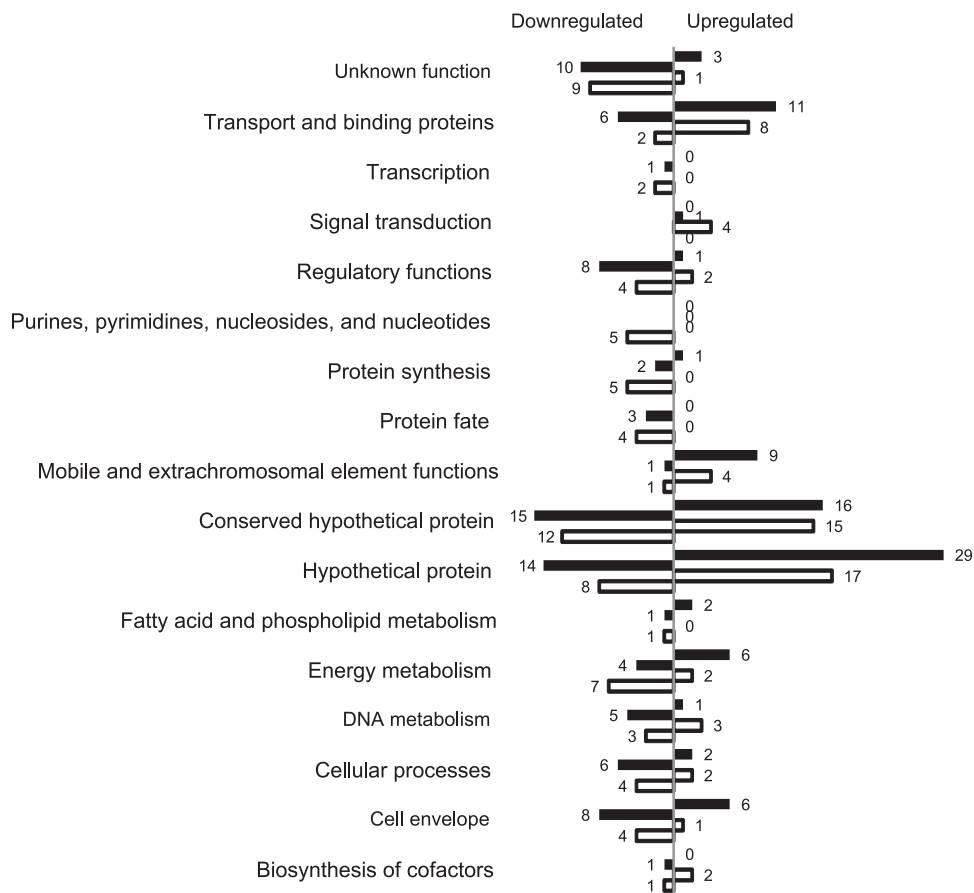 Downregulated Upregulated
3
Unknown function 10
1
9
11
Transport and binding proteins 6
8
2
0
Transcription 1
0
2
0
Signal transduction 1
4
0
1
Regulatory functions 8
2
4
0
Purines, pyrimidines, nucleosides, and nucleotides 0
0
5
1
Protein synthesis 2
0
5
0
Protein fate 3
0
4
9
Mobile and extrachromosomal element functions 1
4
1
16
Conserved hypothetical protein 15
15
12
29
Hypothetical protein 14
17
8
2
Fatty acid and phospholipid metabolism 1
0
1
6
Energy metabolism 4
2
7
1
DNA metabolism 5
3
3
2
Cellular processes 6
2
4
6
Cell envelope 8
1
4
0
Biosynthesis of cofactors 1
2
1